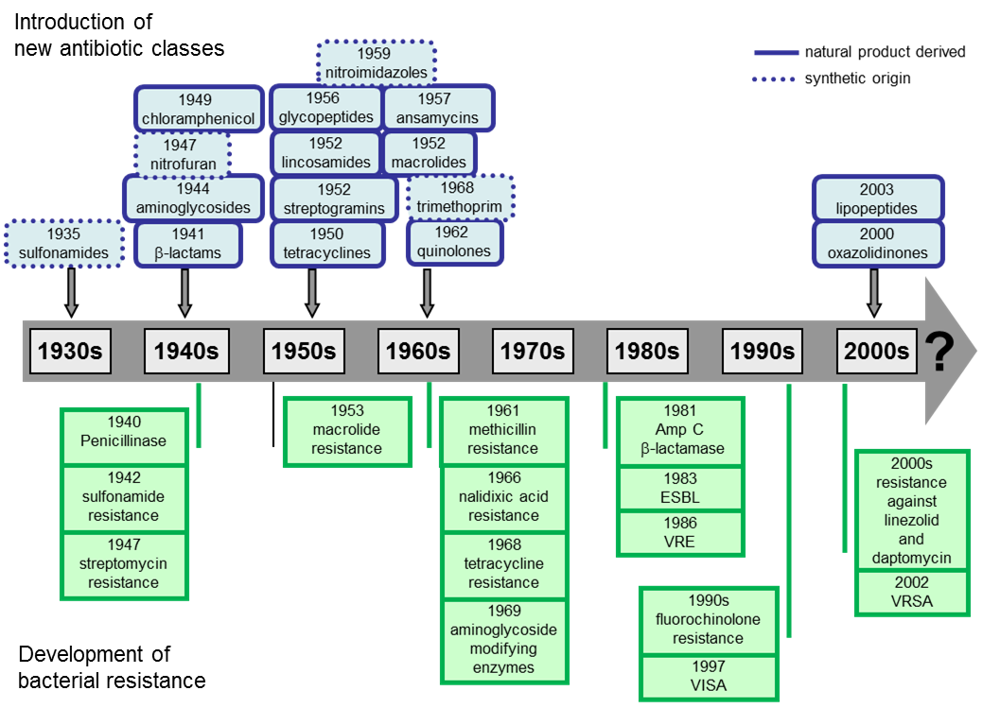 Introduction of
new antibiotic classes
natural product derived
synthetic origin
1959
nitroimidazoles
1949
chloramphenicol
1956
glycopeptides
1957
ansamycins
1947
nitrofuran
1952
lincosamides
1952
macrolides
1944
aminoglycosides
1952
streptogramins
1968
trimethoprim
2003
lipopeptides
1935
sulfonamides
1941
β-lactams
1950
tetracyclines
1962
quinolones
2000
oxazolidinones
1930s
1940s
1950s
1960s
1970s
1980s
1990s
2000s
?
1940
Penicillinase
1942
sulfonamide
resistance
1947
streptomycin
resistance
1953
macrolide
resistance
1961
methicillin
resistance
1966
nalidixic acid
resistance
1968
tetracycline
resistance
1969
aminoglycoside
modifying
enzymes
1981
Amp C
β-lactamase
1983
ESBL
1986
VRE
1990s
fluorochinolone
resistance
1997
VISA
2000s
resistance
against
linezolid
and
daptomycin
2002
VRSA
Development of
bacterial resistance